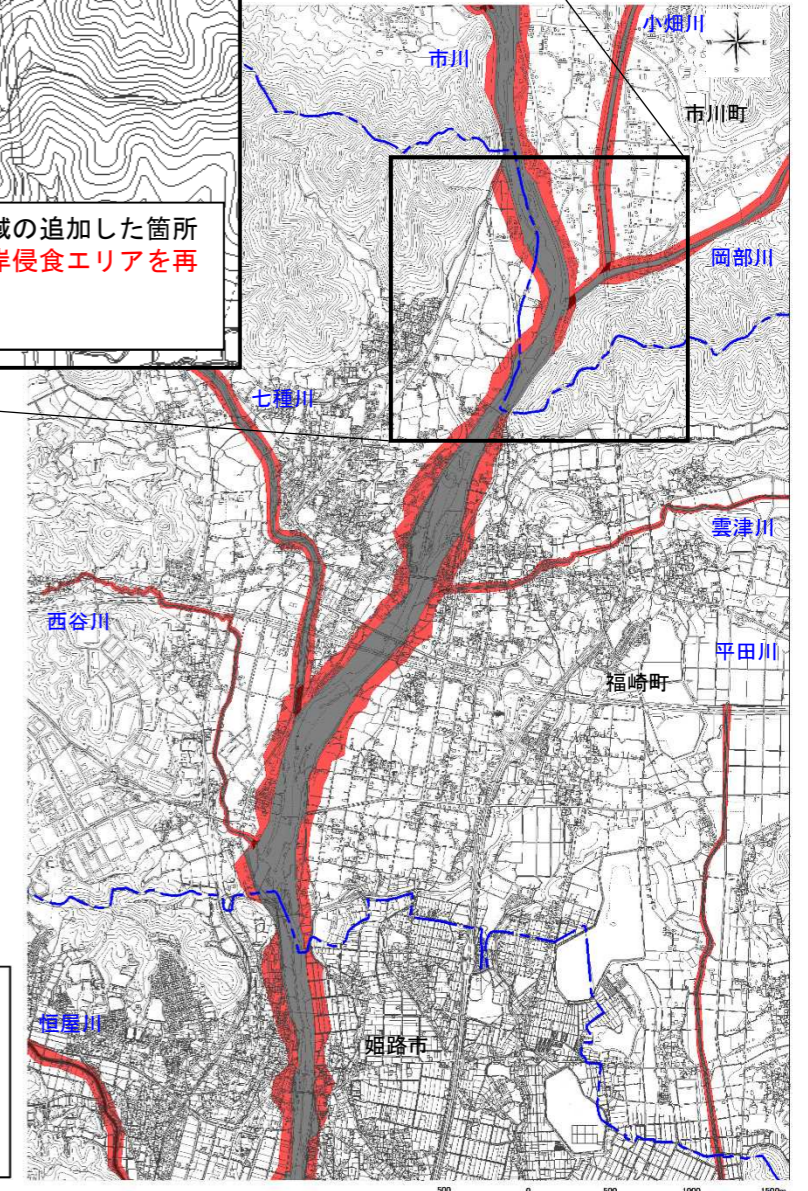 小畑川
N
W E
S
市川
市川町
域の追加した箇所
岸侵食エリアを再
岡部川
七種川
雲津川
西谷川
平田川
福崎町
恒屋川
姫路市
500 0 500 1000 1500m